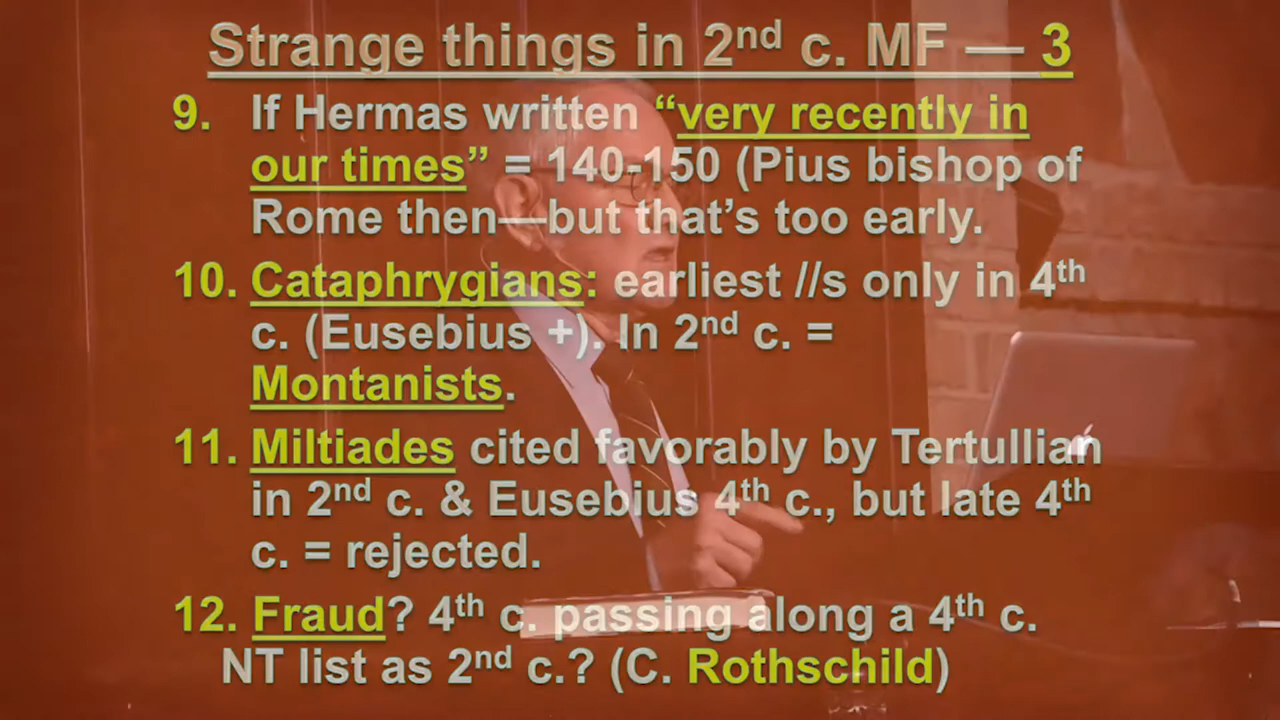 Strange things in 2nd c. MF — 3
9. If Hermas written “very recently in
our times” = 140-150 (Pius bishop of
Rome then—but that’s too early.
10. Cataphrygians: earliest //s only in 4th
c. (Eusebius +). In 2nd c. =
Montanists.
11. Miltiades cited favorably by Tertullian
in 2nd c. & Eusebius 4th c., but late 4th
c. = rejected.
12. Fraud? 4th c. passing along a 4th c.
NT list as 2nd c.? (C. Rothschild)